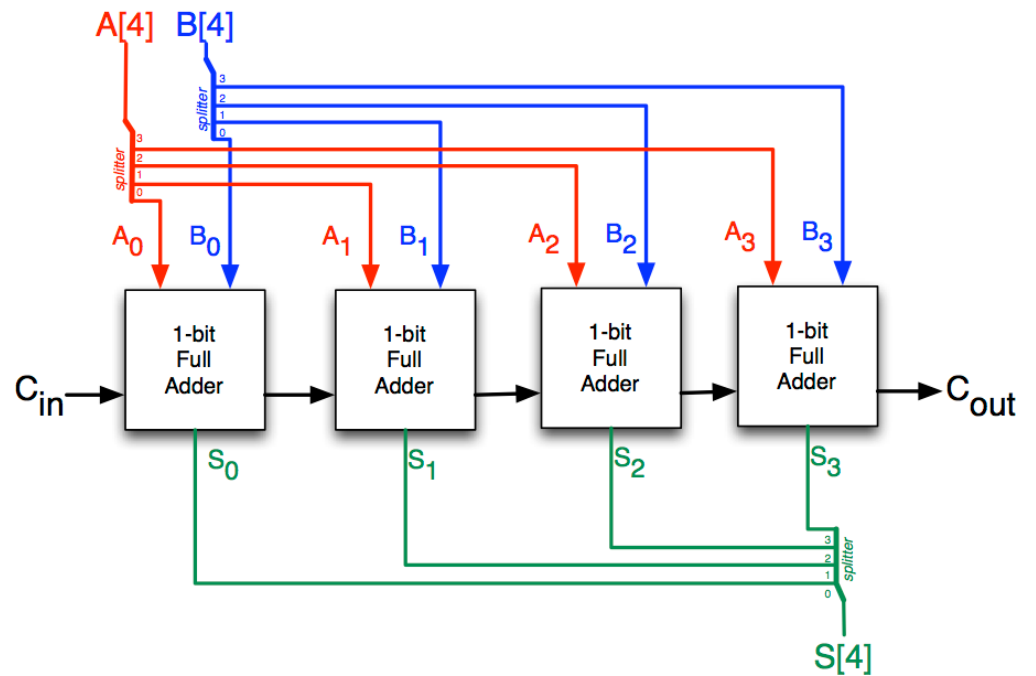 A[4]
B[4]
splitter
3
2
1
0
splitter
3
2
1
0
A0
B0
A1
B1
A2
B2
A3
B3
1-bit
Full
Adder
1-bit
Full
Adder
1-bit
Full
Adder
1-bit
Full
Adder
Cin
Cout
S0
S1
S2
S3
3
2
1
0
splitter
S[4]